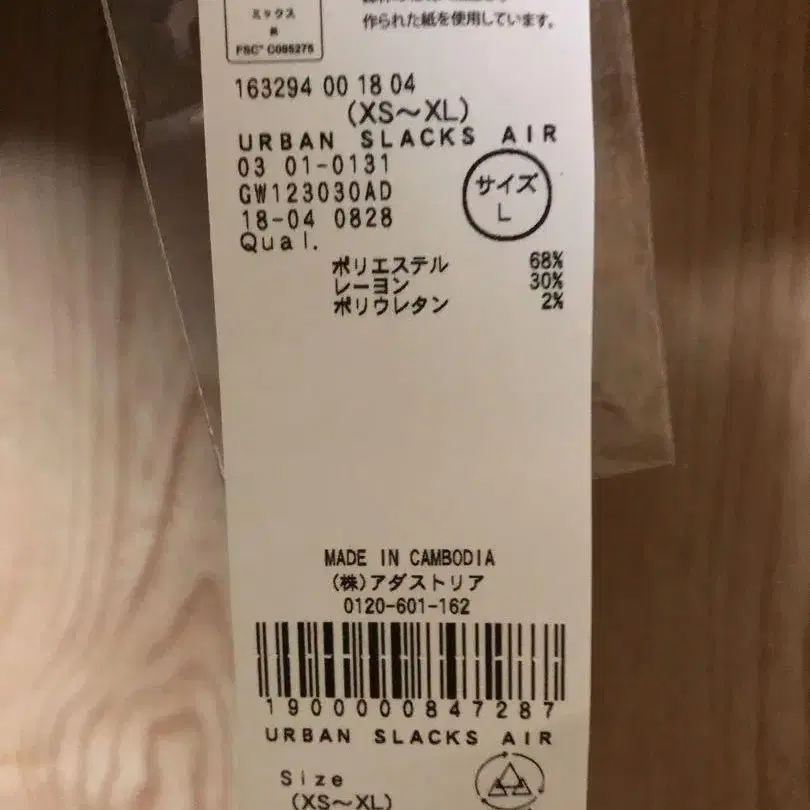 ミックス
紙
FSC® C095275
作られた紙を使用しています。
163294 00 18 04
(XS〜XL)
URBAN SLACKS AIR
03 01-0131
GW123030AD
サイズ
L
18-04 0828
Qual.
ポリエステル 68%
レーヨン 30%
ポリウレタン 2%
MADE IN CAMBODIA
(株)アダストリア
0120-601-162
1900000847287
URBAN SLACKS AIR
Size
(XS〜XL)